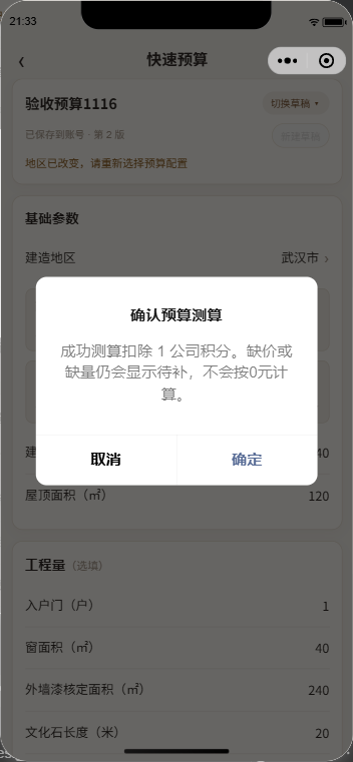 21:33
快速预算
验收预算1116
切换草稿
已保存到账号 · 第 2 版
新建草稿
地区已改变，请重新选择预算配置
基础参数
建造地区
武汉市
确认预算测算
成功测算扣除 1 公司积分。缺价或
缺量仍会显示待补，不会按0元计
算。
取消
确定
建
40
屋顶面积（㎡）
120
工程量（选填）
入户门（户）
1
窗面积（㎡）
40
外墙漆核定面积（㎡）
240
文化石长度（米）
20